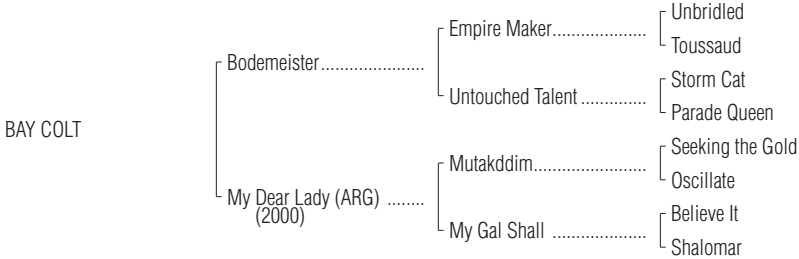 Unbridled
Empire Maker....................
Toussaud
Bodemeister......................
Storm Cat
Untouched Talent ..............
Parade Queen
BAY COLT
Seeking the Gold
Mutakddim........................
Oscillate
My Dear Lady (ARG) ........
(2000)
Believe It
My Gal Shall ....................
Shalomar